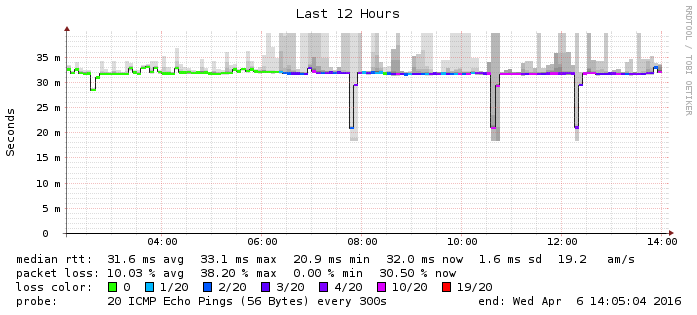 Last 12 Hours
RRDTOOL / TOBI OETIKER
Seconds
35 m
30 m
25 m
20 m
15 m
10 m
5 m
0
04:00 06:00 08:00 10:00 12:00 14:00
median rtt: 31.6 ms avg 33.1 ms max 20.9 ms min 32.0 ms now 1.6 ms sd 19.2 am/s
packet loss: 10.03 % avg 38.20 % max 0.00 % min 30.50 % now
loss color: 0 1/20 2/20 3/20 4/20 10/20 19/20
probe: 20 ICMP Echo Pings (56 Bytes) every 300s end: Wed Apr 6 14:05:04 2016